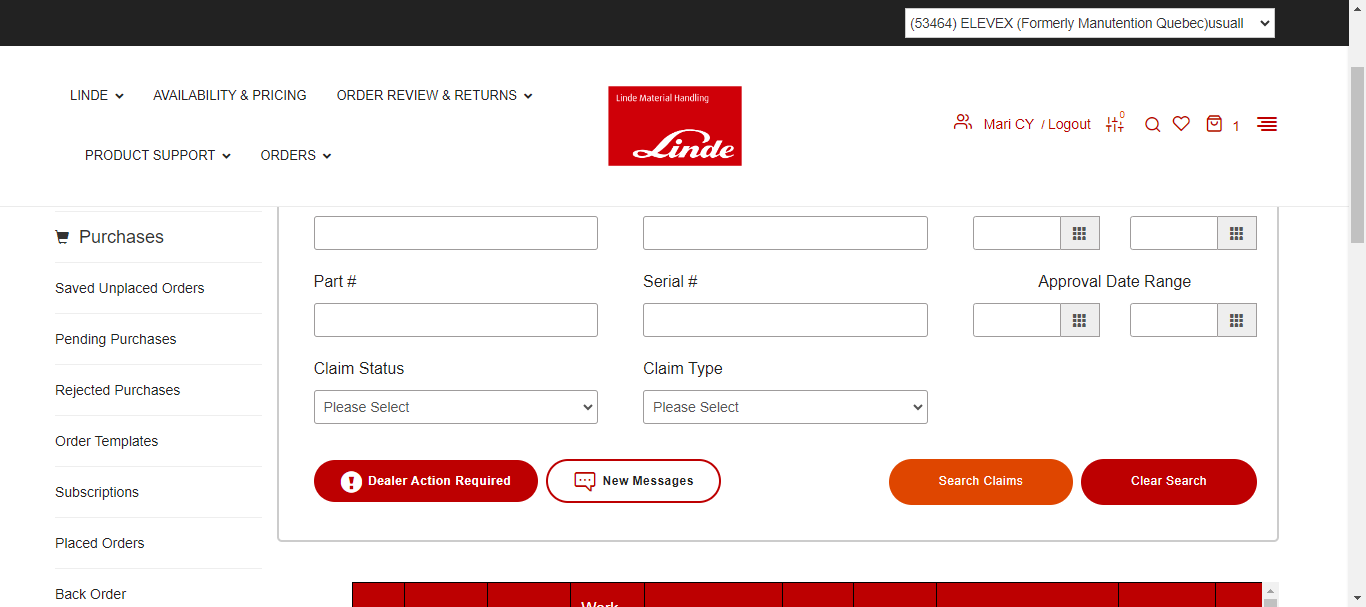 (53464) ELEVEX (Formerly Manutention Quebec)usuall
LINDE
AVAILABILITY & PRICING
ORDER REVIEW & RETURNS
PRODUCT SUPPORT
ORDERS
Linde Material Handling
Linde
Mari CY / Logout
0
1
Purchases
Saved Unplaced Orders
Pending Purchases
Rejected Purchases
Order Templates
Subscriptions
Placed Orders
Back Order
Part #
Serial #
Approval Date Range
Claim Status
Claim Type
Please Select
Please Select
Dealer Action Required
New Messages
Search Claims
Clear Search
Work